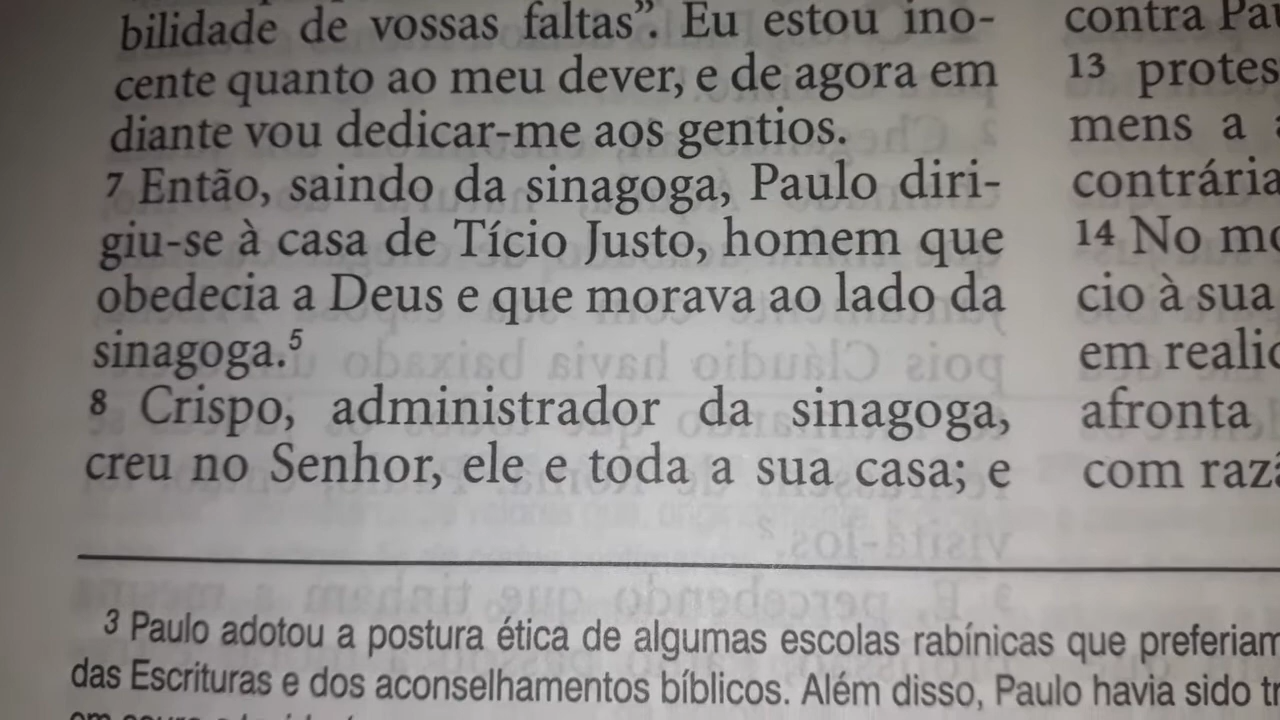 bilidade de vossas faltas”. Eu estou ino-
cente quanto ao meu dever, e de agora em
diante vou dedicar-me aos gentios.
7 Então, saindo da sinagoga, Paulo diri-
giu-se à casa de Tício Justo, homem que
obedecia a Deus e que morava ao lado da
sinagoga.⁵
8 Crispo, administrador da sinagoga,
creu no Senhor, ele e toda a sua casa; e
contra
13
mens a
contrária
14 No
cio à sua
em
afronta
com
3 Paulo adotou a postura ética de algumas escolas rabínicas que preferiam
das Escrituras e dos aconselhamentos bíblicos. Além disso, Paulo havia sido